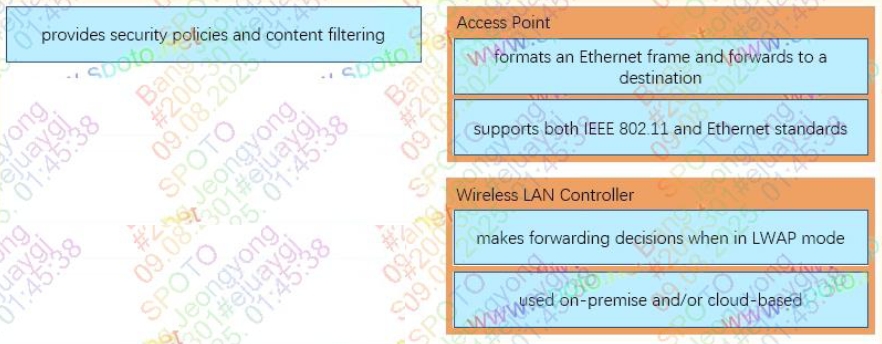 provides security policies and content filtering
Access Point
formats an Ethernet frame and forwards to a
destination
supports both IEEE 802.11 and Ethernet standards
Wireless LAN Controller
makes forwarding decisions when in LWAP mode
used on-premise and/or cloud-based